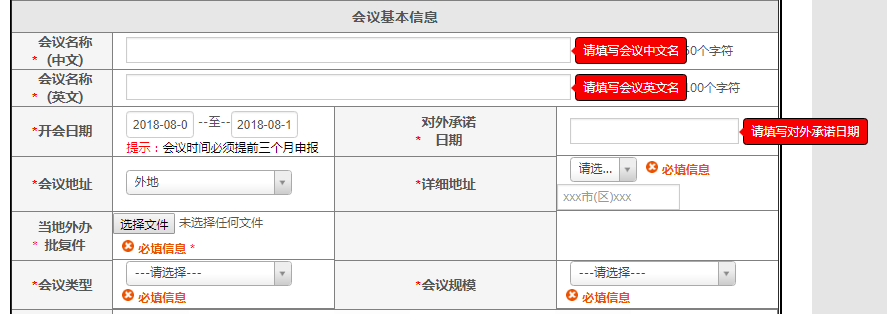 会议基本信息
会议名称
* (中文)
请填写会议中文名
0个字符
会议名称
* (英文)
请填写会议英文名
100个字符
*开会日期
2018-08-0 --至-- 2018-08-1
提示：会议时间必须提前三个月申报
对外承诺
* 日期
请填写对外承诺日期
*会议地址
外地
*详细地址
请选... 必填信息
xxx市(区)xxx
当地外办
* 批复件
选择文件 未选择任何文件
必填信息 *
*会议类型
---请选择---
必填信息
*会议规模
---请选择---
必填信息